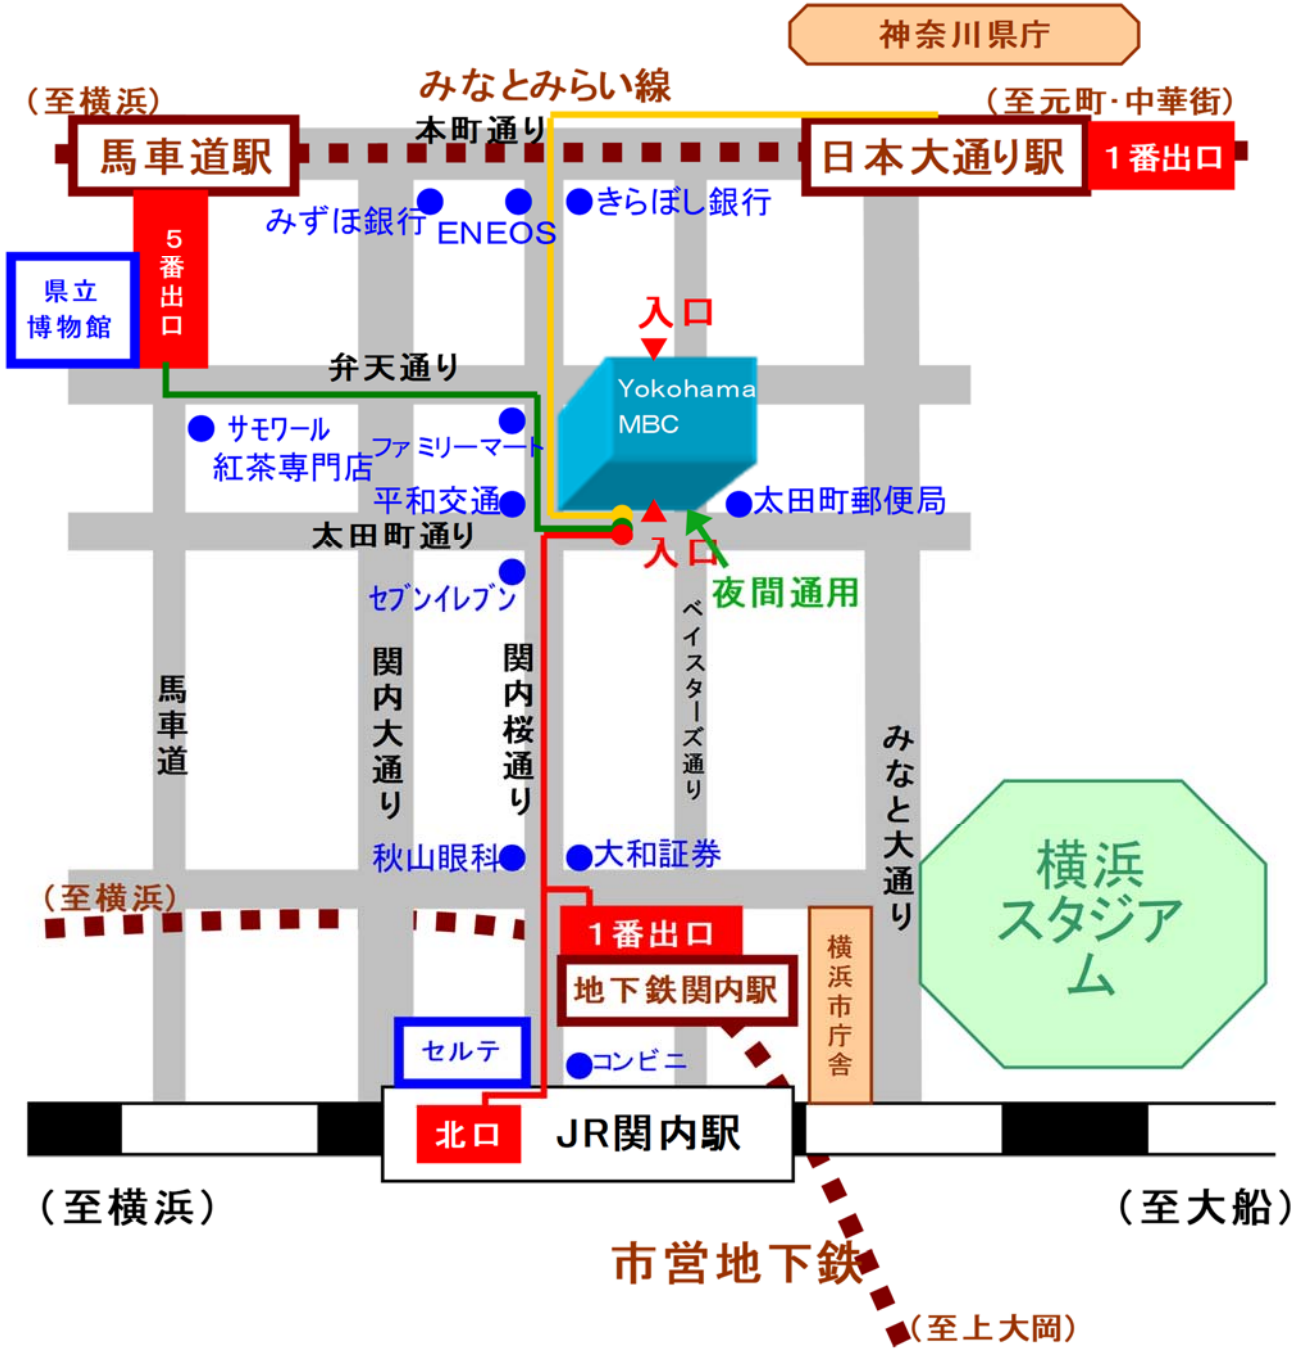 神奈川県庁
みなとみらい線
（至横浜）
（至元町・中華街）
本町通り
馬車道駅
日本大通り駅
１番出口
みずほ銀行
ENEOS
きらぼし銀行
５番出口
県立
博物館
入口
弁天通り
Yokohama
MBC
サモワール
紅茶専門店
ファミリーマート
平和交通
太田町郵便局
太田町通り
入口
セブンイレブン
夜間通用
馬車道
関内大通り
関内桜通り
ベイスターズ通り
みなと大通り
秋山眼科
大和証券
横浜
スタジア
ム
（至横浜）
１番出口
地下鉄関内駅
横浜市庁舎
セルテ
コンビニ
北口
JR関内駅
（至横浜）
（至大船）
市営地下鉄
（至上大岡）